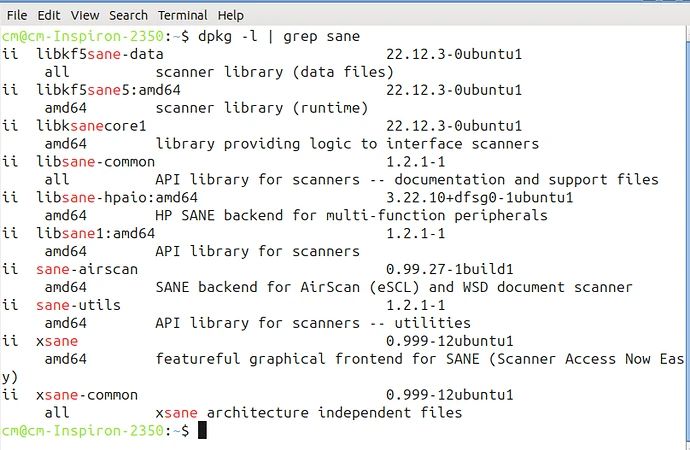 File Edit View Search Terminal Help
cm@cm-Inspiron-2350:~$ dpkg -l | grep sane
ii libkf5sane-data 22.12.3-0ubuntu1
all scanner library (data files)
ii libkf5sane5:amd64 22.12.3-0ubuntu1
amd64 scanner library (runtime)
ii libksanecore1 22.12.3-0ubuntu1
amd64 library providing logic to interface scanners
ii libsane-common 1.2.1-1
all API library for scanners -- documentation and support files
ii libsane-hpaio:amd64 3.22.10+dfsg0-1ubuntu1
amd64 HP SANE backend for multi-function peripherals
ii libsane1:amd64 1.2.1-1
amd64 API library for scanners
ii sane-airscan 0.99.27-1build1
amd64 SANE backend for AirScan (eSCL) and WSD document scanner
ii sane-utils 1.2.1-1
amd64 API library for scanners -- utilities
ii xsane 0.999-12ubuntu1
amd64 featureful graphical frontend for SANE (Scanner Access Now Eas
y)
ii xsane-common 0.999-12ubuntu1
all xsane architecture independent files
cm@cm-Inspiron-2350:~$